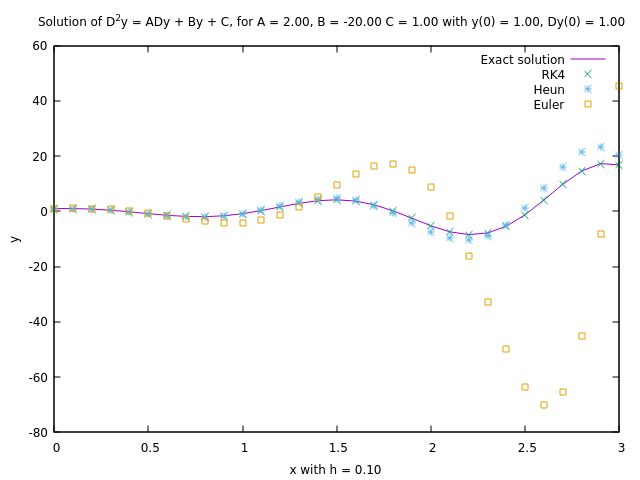 Solution of D²y = ADy + By + C, for A = 2.00, B = -20.00 C = 1.00 with y(0) = 1.00, Dy(0) = 1.00
Exact solution
RK4
Heun
Euler
60
40
20
0
-20
-40
-60
-80
y
0 0.5 1 1.5 2 2.5 3
x with h = 0.10